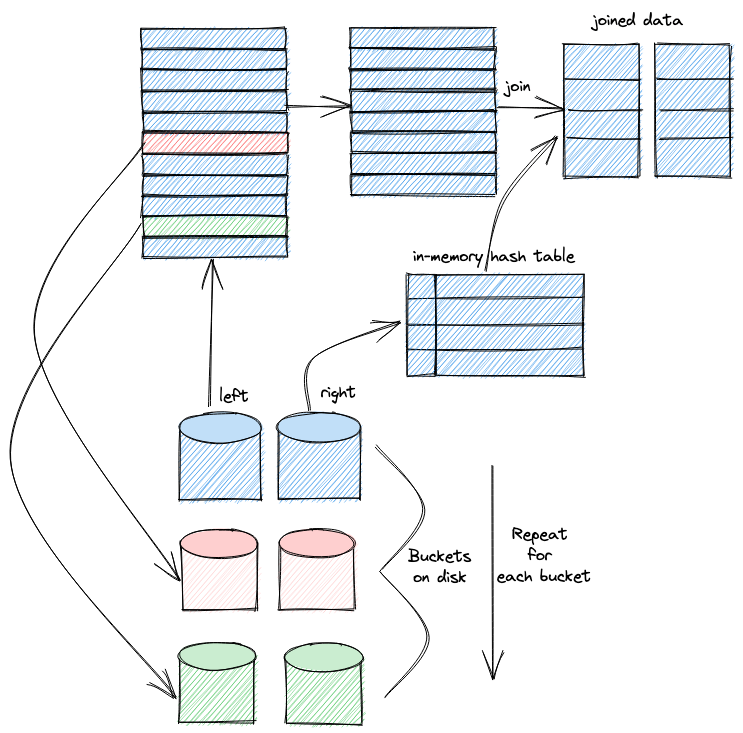 joined data
join
in-memory hash table
left
right
Buckets
on disk
Repeat
for
each bucket